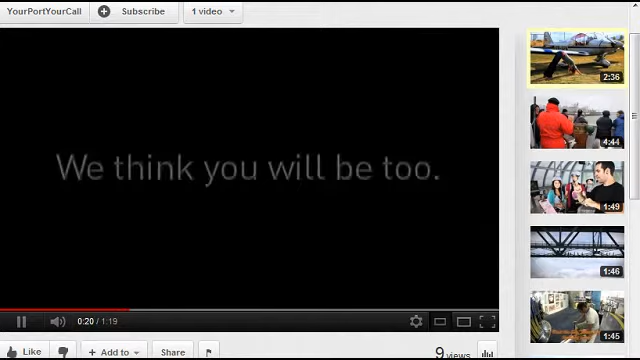 YourPortYourCall Subscribe 1 video
We think you will be too.
2:36
4:44
1:49
1:46
1:45
0:20 / 1:19
Like Add to Share 9 views